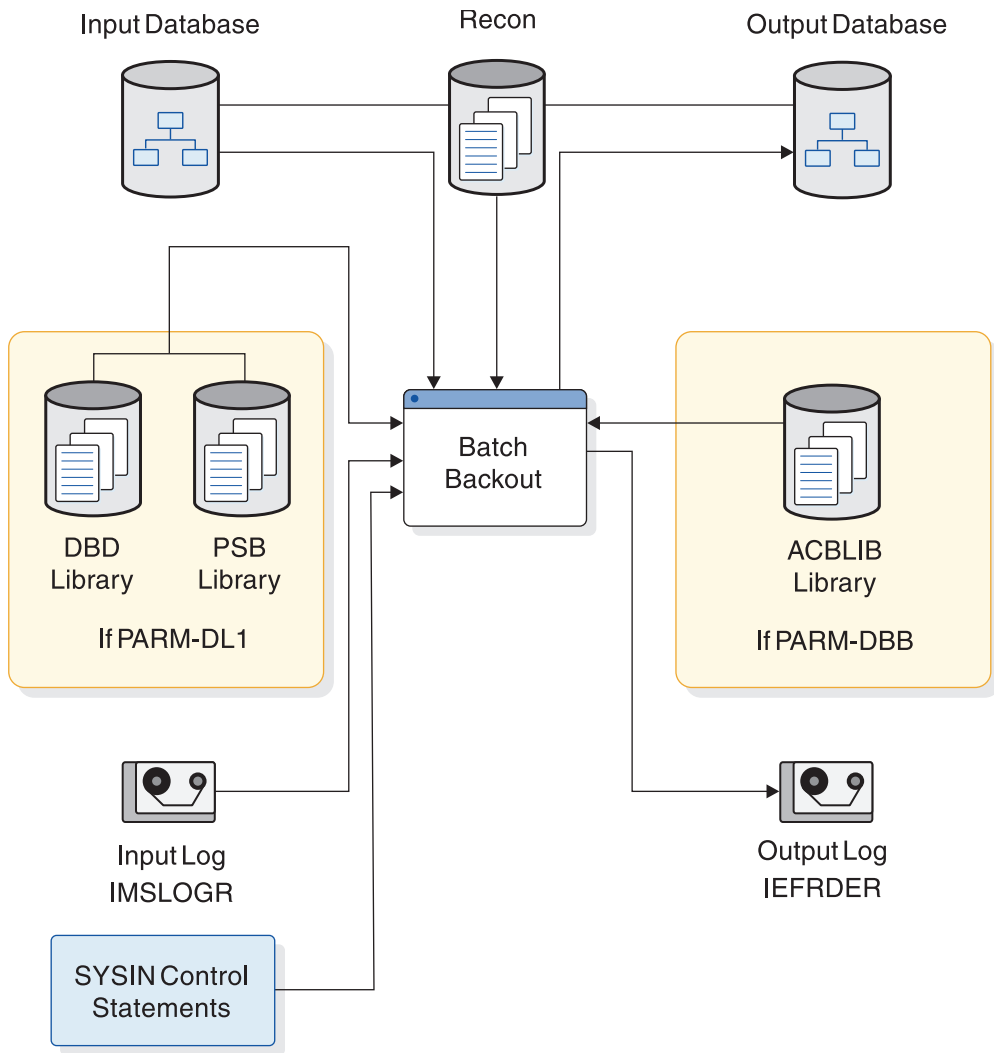 Input Database
Recon
Output Database
Batch
Backout
DBD
Library
PSB
Library
If PARM-DL1
ACBLIB
Library
If PARM-DBB
Input Log
IMSLOGR
Output Log
IEFRDER
SYSIN Control
Statements